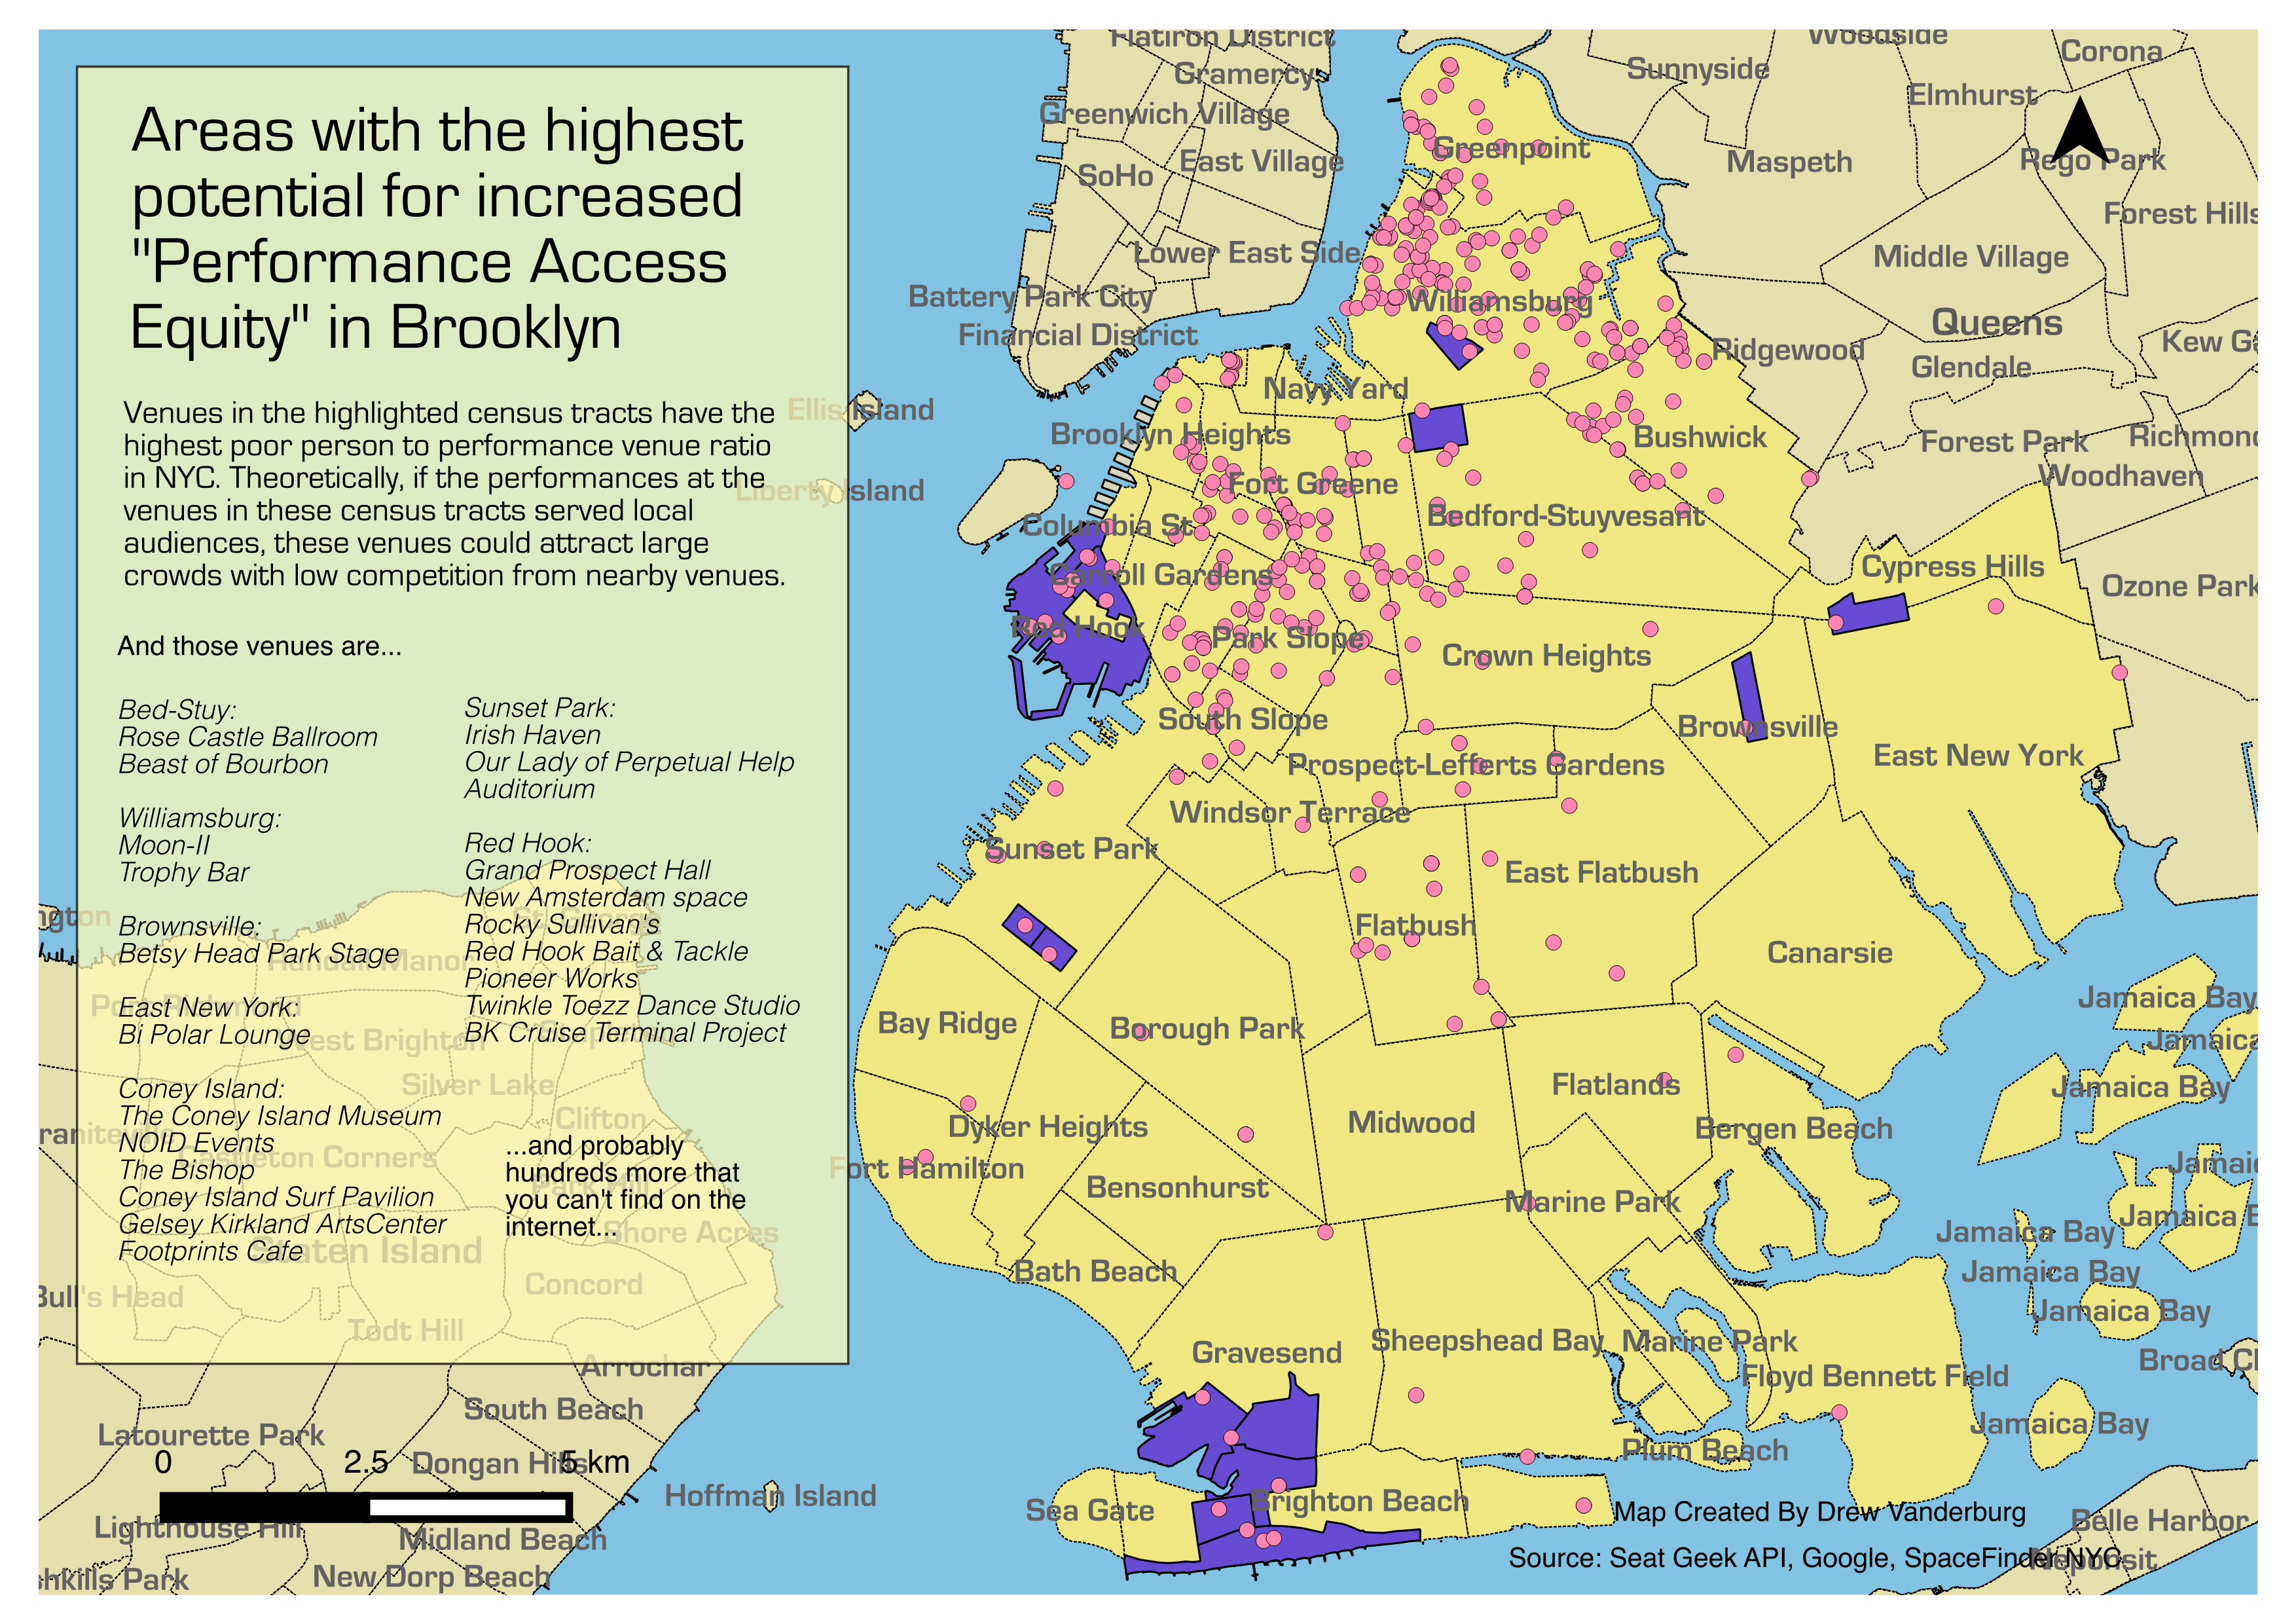 Areas with the highest
potential for increased
"Performance Access
Equity" in Brooklyn
Venues in the highlighted census tracts have the
highest poor person to performance venue ratio
in NYC. Theoretically, if the performances at the
venues in these census tracts served local
audiences, these venues could attract large
crowds with low competition from nearby venues.
And those venues are...
Bed-Stuy:
Rose Castle Ballroom
Beast of Bourbon
Williamsburg:
Moon-II
Trophy Bar
Brownsville:
Betsy Head Park Stage
East New York:
Bi Polar Lounge
Coney Island:
The Coney Island Museum
NOID Events
The Bishop
Coney Island Surf Pavilion
Gelsey Kirkland ArtsCenter
Footprints Cafe
Sunset Park:
Irish Haven
Our Lady of Perpetual Help
Auditorium
Red Hook:
Grand Prospect Hall
New Amsterdam space
Rocky Sullivan's
Red Hook Bait & Tackle
Pioneer Works
Twinkle Toezz Dance Studio
BK Cruise Terminal Project
...and probably
hundreds more that
you can't find on the
internet...
Flatiron District
Gramercy
Greenwich Village
East Village
SoHo
Lower East Side
Battery Park City
Financial District
Ellis Island
Liberty Island
Woodside
Corona
Sunnyside
Elmhurst
Maspeth
Rego Park
Forest Hills
Middle Village
Queens
Kew Ga
Ridgewood
Glendale
Forest Park
Richmond
Woodhaven
Ozone Park
Greenpoint
Williamsburg
Navy Yard
Brooklyn Heights
Fort Greene
Bushwick
Bedford-Stuyvesant
Columbia St
Carroll Gardens
Red Hook
Park Slope
Crown Heights
Cypress Hills
South Slope
Brownsville
East New York
Prospect-Lefferts Gardens
Windsor Terrace
Sunset Park
East Flatbush
Flatbush
Canarsie
Bay Ridge
Borough Park
Flatlands
Midwood
Dyker Heights
Bergen Beach
Fort Hamilton
Bensonhurst
Marine Park
Bath Beach
Gravesend
Sheepshead Bay
Marine Park
Floyd Bennett Field
Plum Beach
Sea Gate
Brighton Beach
Jamaica Bay
Jamaica
Jamaica Bay
Jamaic
Jamaica B
Jamaica Bay
Jamaica Bay
Jamaica Bay
Broad Ch
Jamaica Bay
Belle Harbor
Neponsit
ngton
St. George
Randall Manor
Port Richmond
West Brighton
Silver Lake
Clifton
raniteville
Castleton Corners
Park Hill
Shore Acres
Staten Island
Concord
Bull's Head
Todt Hill
Arrochar
South Beach
Latourette Park
Dongan Hills
Hoffman Island
Lighthouse Hill
Midland Beach
New Dorp Beach
hkills Park
0 2.5 5 km
Map Created By Drew Vanderburg
Source: Seat Geek API, Google, SpaceFinder NYC